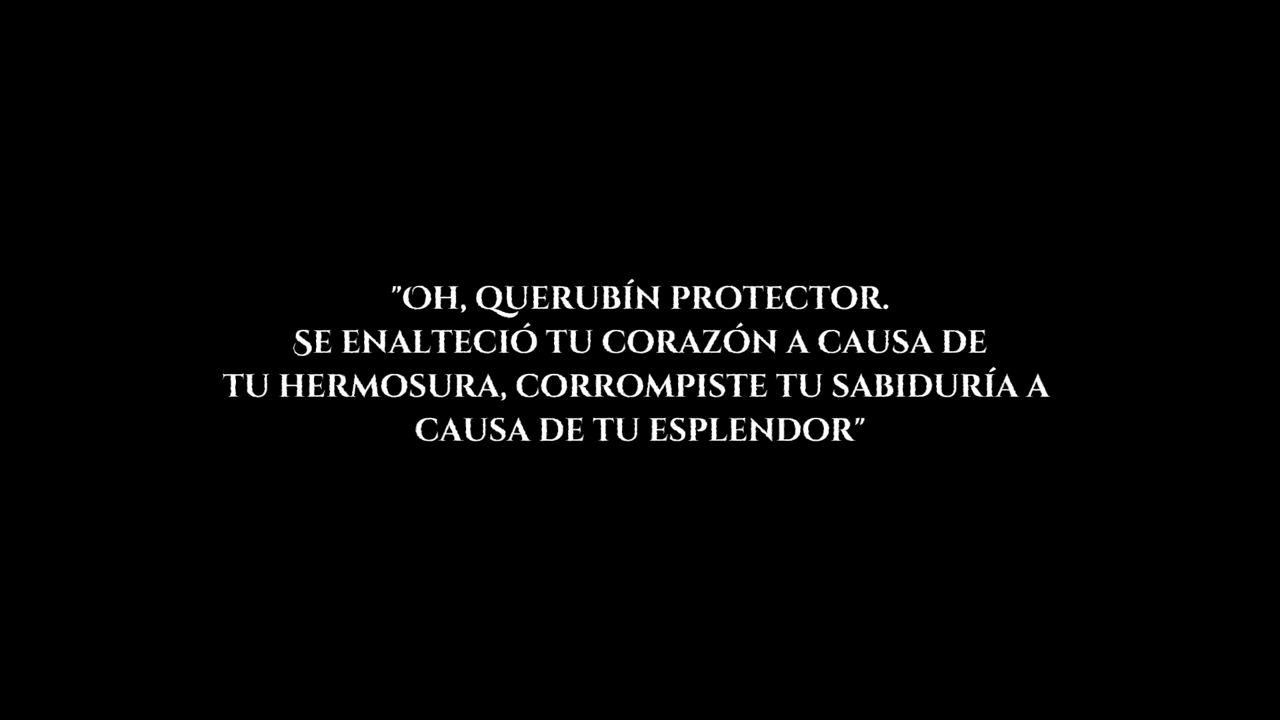 "Oh, Querubín protector.
Se enalteció tu corazón a causa de
tu hermosura, corrompiste tu sabiduría a
causa de tu esplendor"